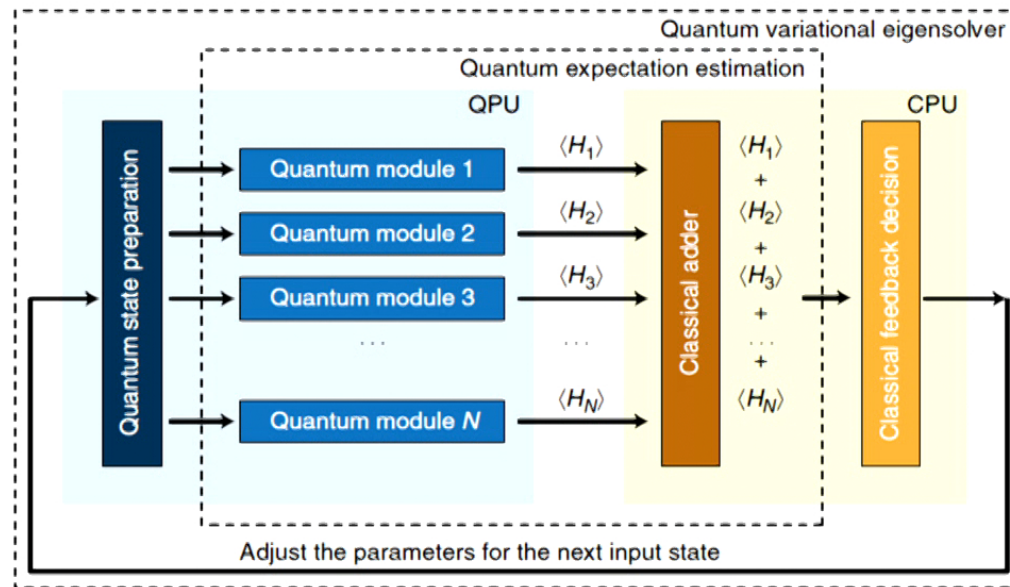 Quantum variational eigensolver
Quantum expectation estimation
QPU
CPU
Quantum state preparation
Quantum module 1
Quantum module 2
Quantum module 3
...
Quantum module N
⟨H₁⟩
⟨H₂⟩
⟨H₃⟩
...
⟨H_N⟩
Classical adder
⟨H₁⟩
+
⟨H₂⟩
+
⟨H₃⟩
+
...
+
⟨H_N⟩
Classical feedback decision
Adjust the parameters for the next input state